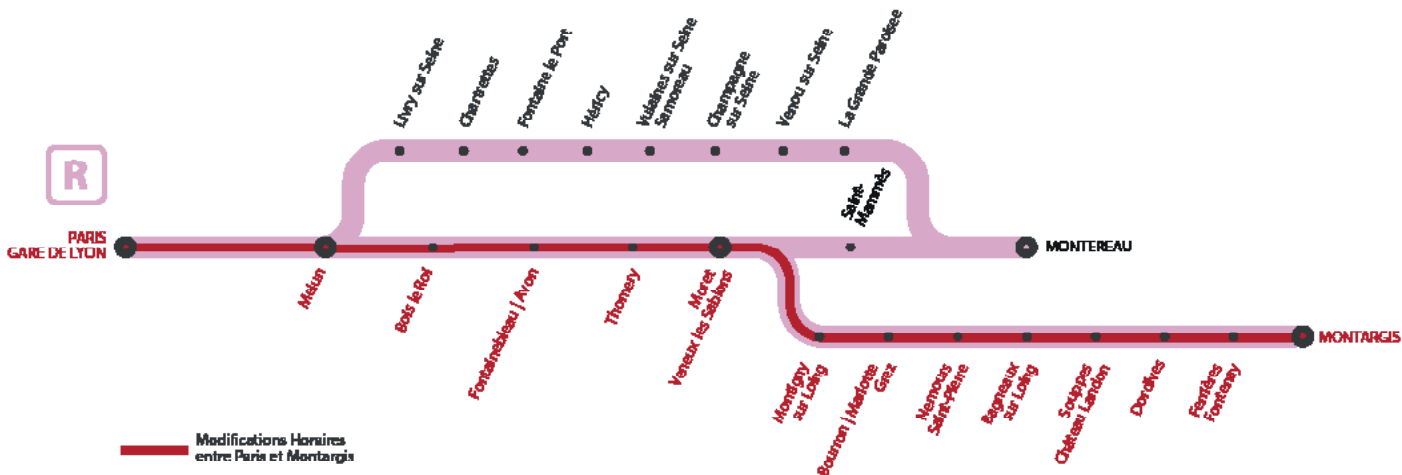 Livry sur Seine
Chartrettes
Fontaine le Port
Héricy
Vulaines sur Seine
Samoreau
Champagne
sur Seine
Venou sur Seine
La Grande Paroisee
R
Saint-
Mammès
PARIS
GARE DE LYON
MONTEREAU
Melun
Bois le Roi
Fontainebleau | Avon
Thomery
Moret
Veneux les Sablons
MONTARGIS
Montigny
sur Loing
Bourron | Marlotte
Grez
Nemours
Saint-Pierre
Bagneaux
sur Loing
Souppes
Château Landon
Dordives
Ferrières
Fontenay
Modifications Horaires
entre Paris et Montargis